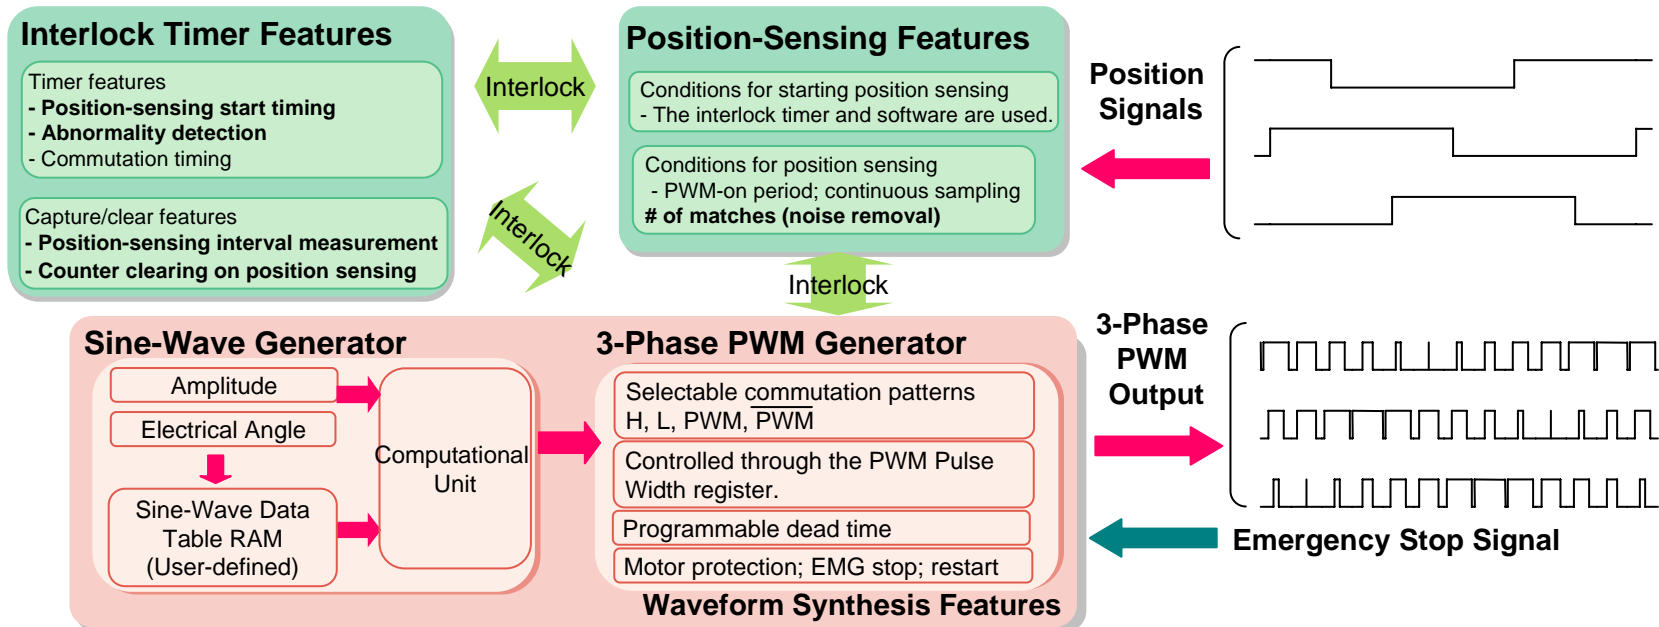 Interlock Timer Features
Timer features
- Position-sensing start timing
- Abnormality detection
- Commutation timing
Capture/clear features
- Position-sensing interval measurement
- Counter clearing on position sensing
Interlock
Interlock
Position-Sensing Features
Conditions for starting position sensing
- The interlock timer and software are used.
Conditions for position sensing
- PWM-on period; continuous sampling
# of matches (noise removal)
Interlock
Position
Signals
Sine-Wave Generator
Amplitude
Electrical Angle
Sine-Wave Data
Table RAM
(User-defined)
Computational
Unit
3-Phase PWM Generator
Selectable commutation patterns
H, L, PWM, P̅W̅M̅
Controlled through the PWM Pulse
Width register.
Programmable dead time
Motor protection; EMG stop; restart
Waveform Synthesis Features
3-Phase
PWM
Output
Emergency Stop Signal